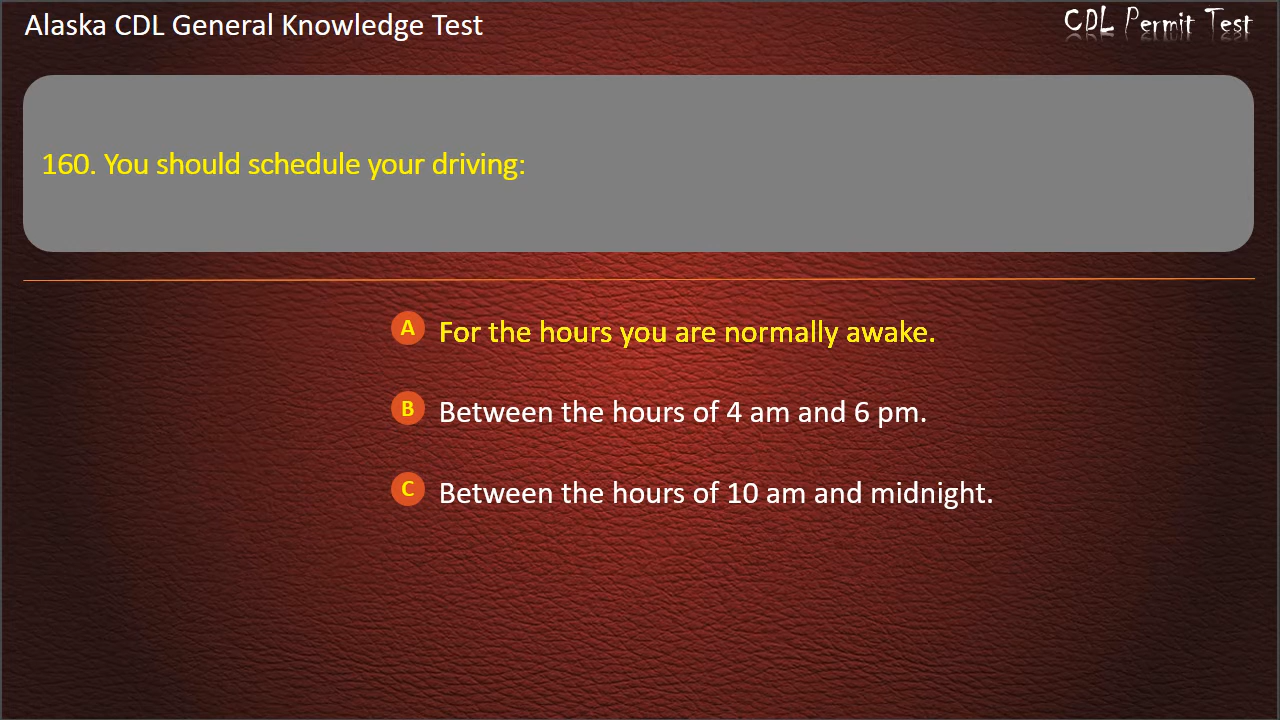 Alaska CDL General Knowledge Test
CDL Permit Test
160. You should schedule your driving:
A For the hours you are normally awake.
B Between the hours of 4 am and 6 pm.
C Between the hours of 10 am and midnight.